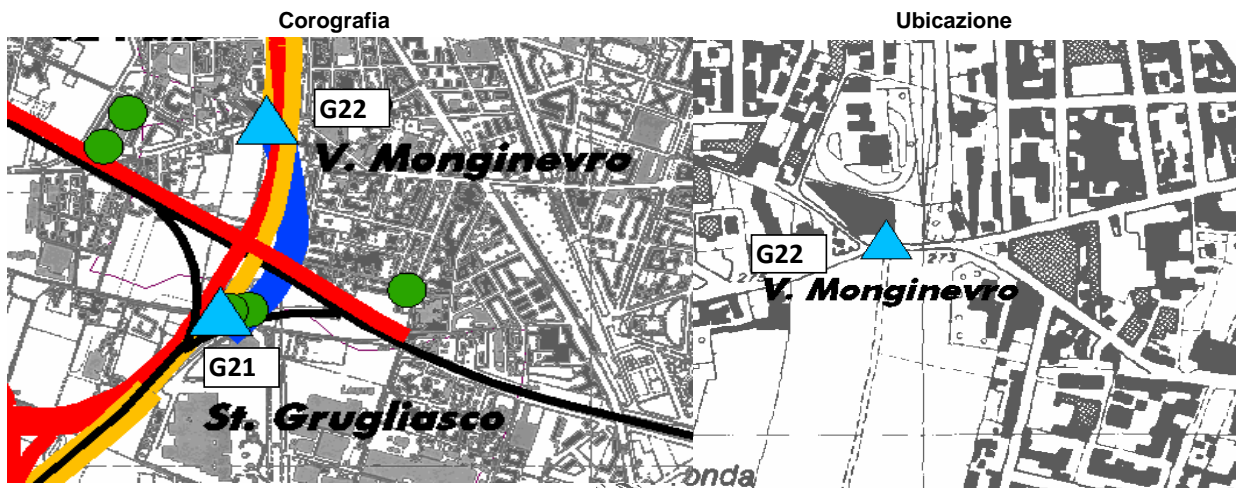 Corografia
Ubicazione
G22
V. Monginevro
G21
St. Grugliasco
onda
G22
273
V. Monginevro